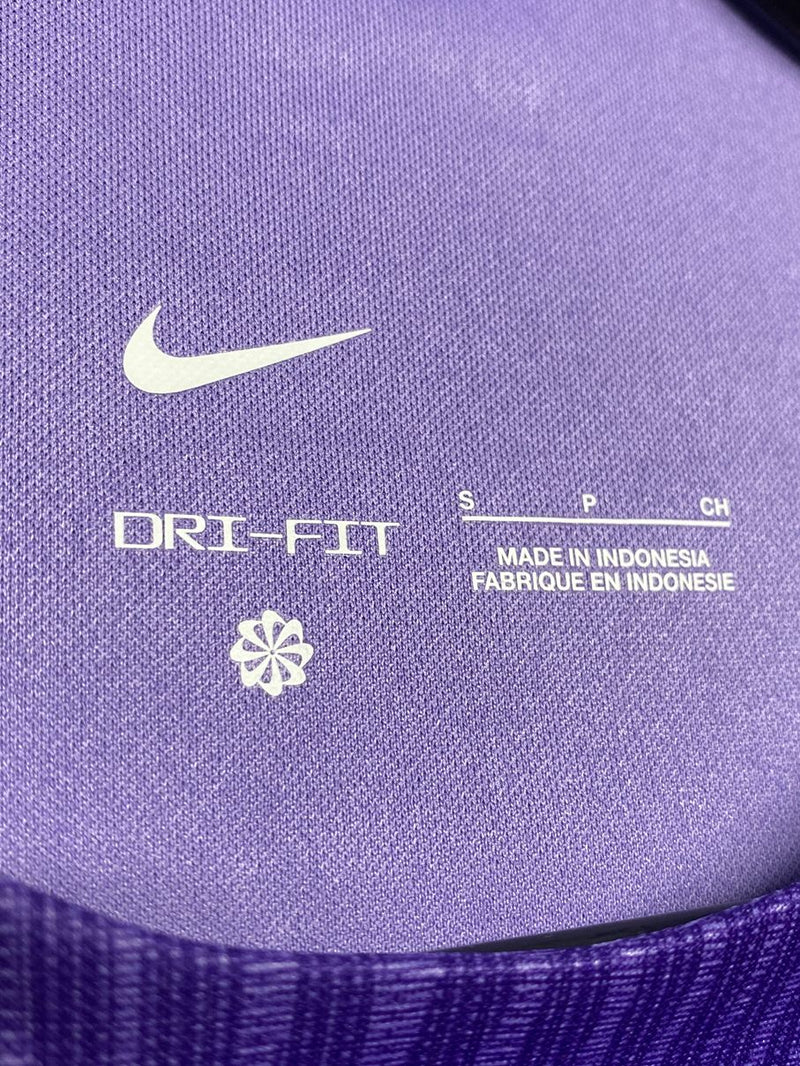 DRI-FIT
S P CH
MADE IN INDONESIA
FABRIQUE EN INDONESIE